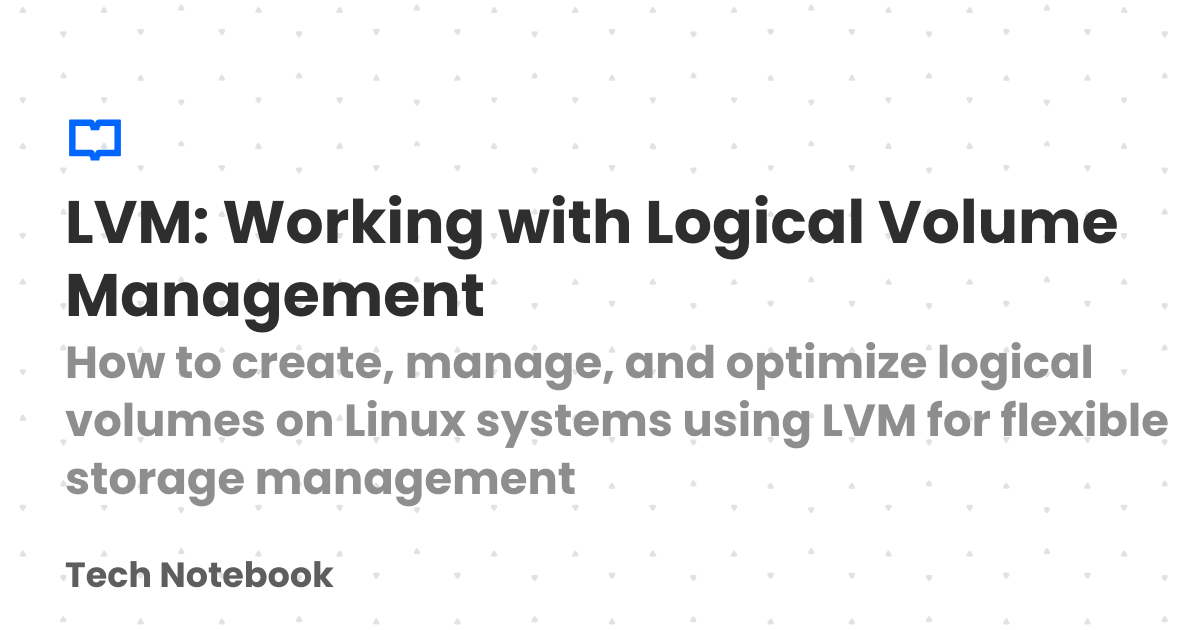 LVM: Working with Logical Volume
Management
How to create, manage, and optimize logical
volumes on Linux systems using LVM for flexible
storage management
Tech Notebook